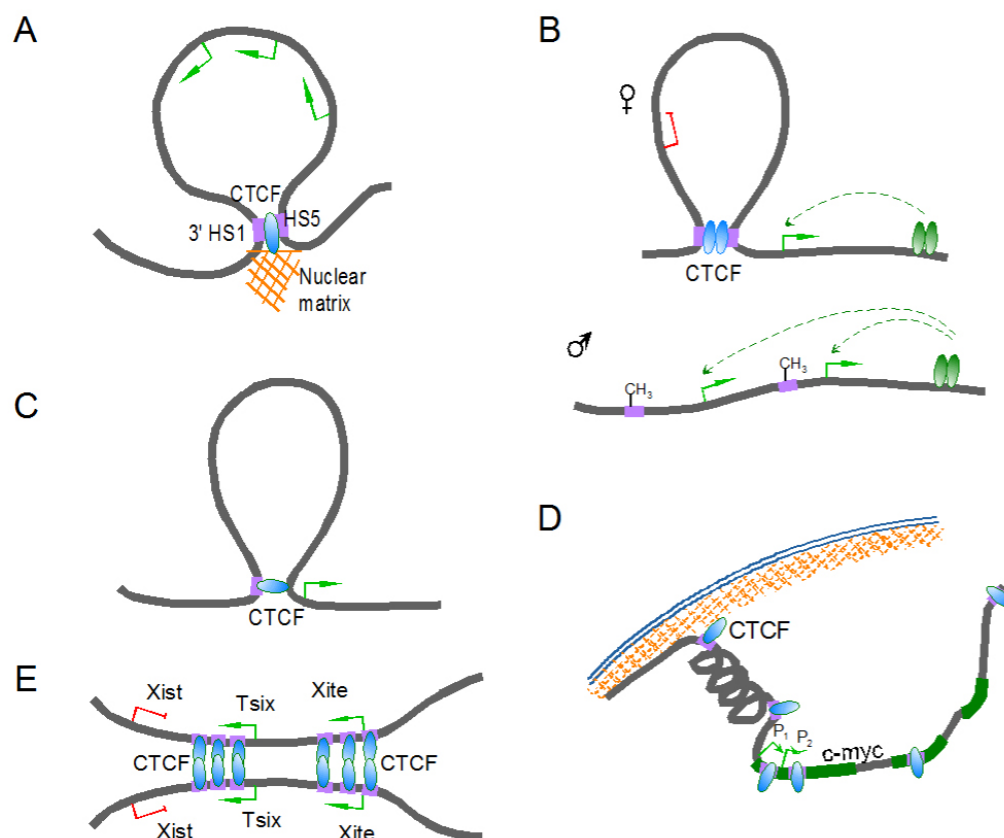 A
CTCF
HS5
3' HS1
Nuclear
matrix
B
♀
CTCF
♂
CH3
CH3
C
CTCF
D
CTCF
P1
P2
c-myc
E
Xist
Tsix
Xite
CTCF
CTCF
Xist
Tsix
Xite